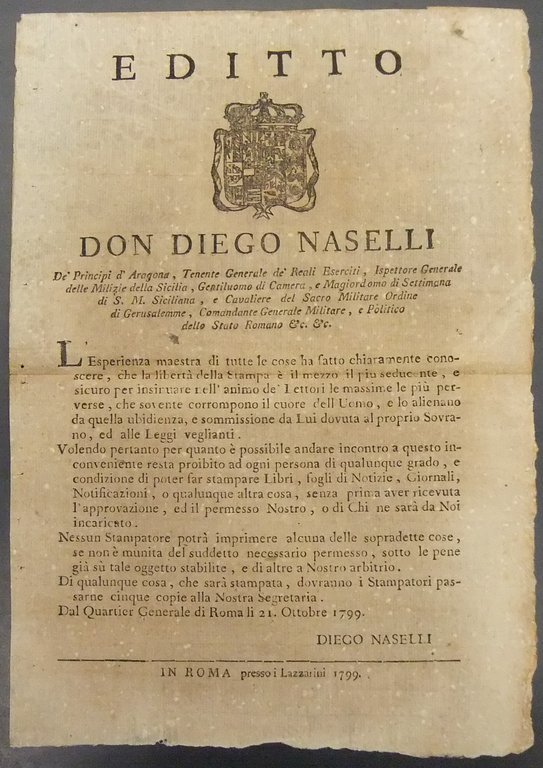 EDITTO
DON DIEGO NASELLI
De' Principi d' Aragona, Tenente Generale de' Reali Eserciti, Ispettore Generale
delle Milizie della Sicilia, Gentiluomo di Camera, e Magiordomo di Settimana
di S. M. Siciliana, e Cavaliere del Sacro Militare Ordine
di Gerusalemme, Comandante Generale Militare, e Politico
dello Stato Romano &c. &c.
L'Esperienza maestra di tutte le cose ha fatto chiaramente cono-
scere, che la libertà della Stampa è il mezzo il più seducente, e
sicuro per insinuare nell' animo de' Lettori le massime le più per-
verse, che sovente corrompono il cuore dell Uomo, e lo alienano
da quella ubidienza, e sommissione da Lui dovuta al proprio Sovra-
no, ed alle Leggi veglianti.
Volendo pertanto per quanto è possibile andare incontro a questo in-
conveniente resta proibito ad ogni persona di qualunque grado, e
condizione di poter far stampare Libri, fogli di Notizie, Giornali,
Notificazioni, o qualunque altra cosa, senza prima aver ricevuta
l'approvazione, ed il permesso Nostro, o di Chi ne sarà da Noi
incaricato.
Nessun Stampatore potrà imprimere alcuna delle sopradette cose,
se non è munita del suddetto necessario permesso, sotto le pene
già sù tale oggetto stabilite, e di altre a Nostro arbitrio.
Di qualunque cosa, che sarà stampata, dovranno i Stampatori pas-
sarne cinque copie alla Nostra Segretaria.
Dal Quartier Generale di Roma li 21. Ottobre 1799.
DIEGO NASELLI
IN ROMA presso i Lazzarini 1799.